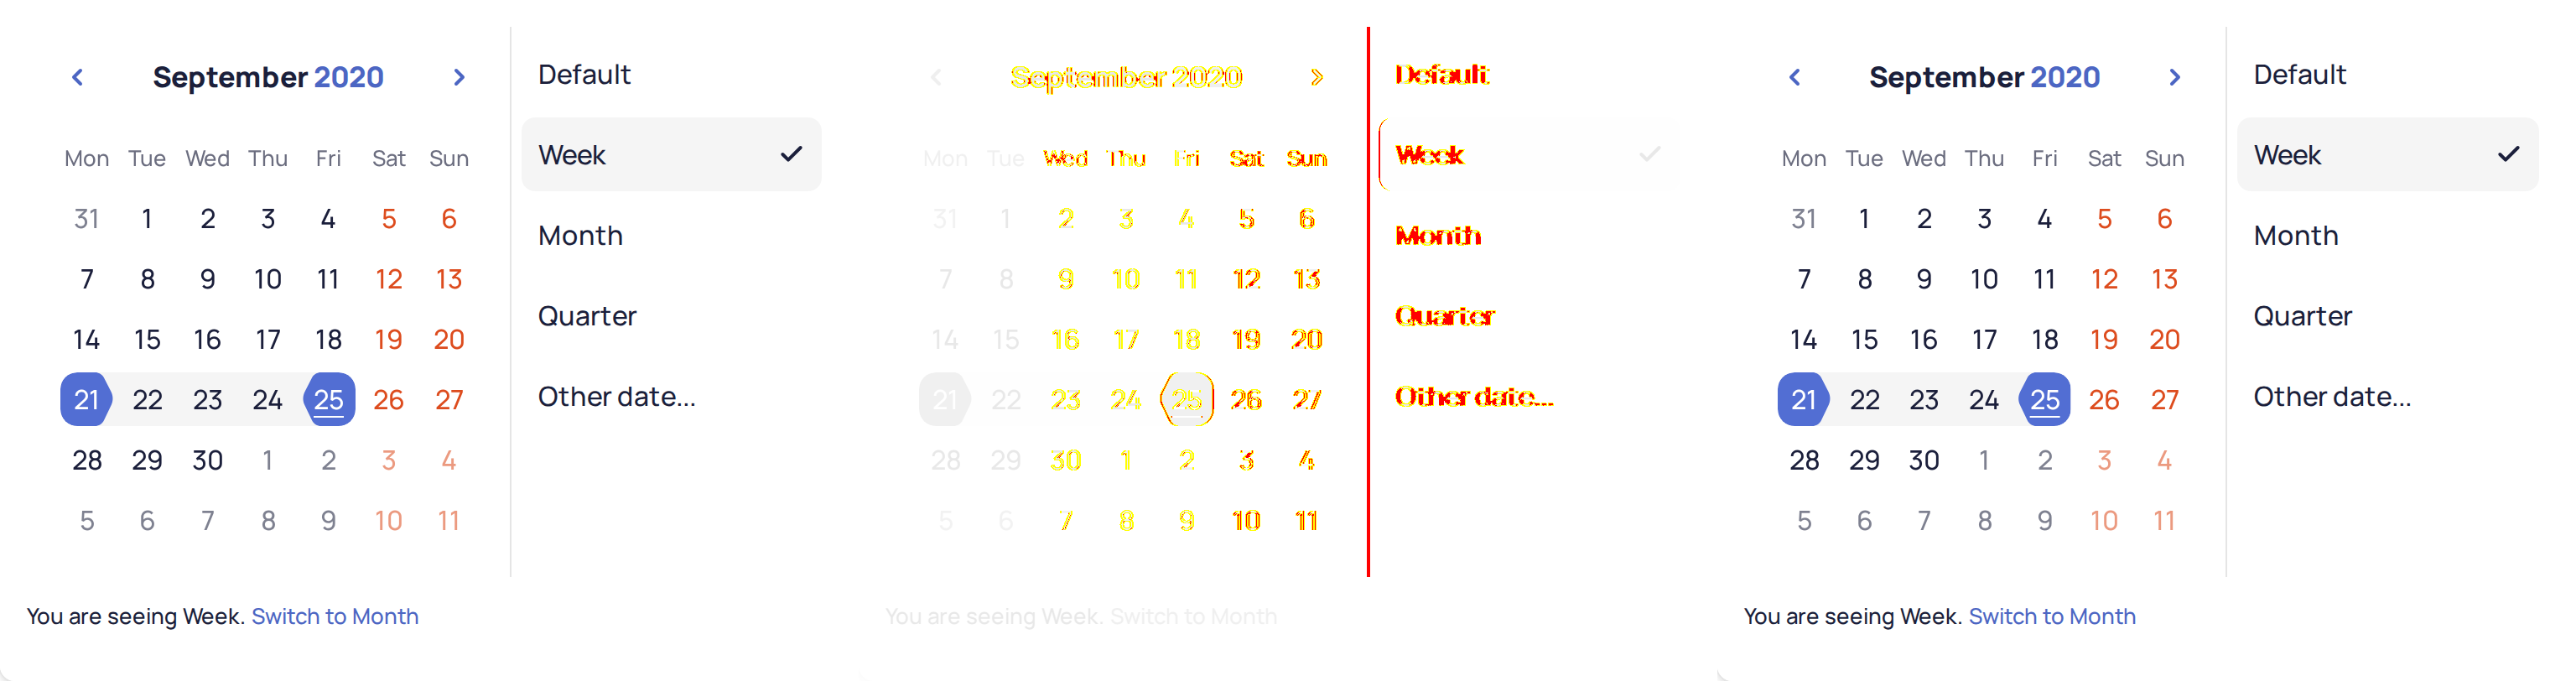 September 2020
Mon Tue Wed Thu Fri Sat Sun
31 1 2 3 4 5 6
7 8 9 10 11 12 13
14 15 16 17 18 19 20
21 22 23 24 25 26 27
28 29 30 1 2 3 4
5 6 7 8 9 10 11
Default
Week
Month
Quarter
Other date...
You are seeing Week. Switch to Month
September 2020
Mon Tue Wed Thu Fri Sat Sun
31 1 2 3 4 5 6
7 8 9 10 11 12 13
14 15 16 17 18 19 20
21 22 23 24 25 26 27
28 29 30 1 2 3 4
5 6 7 8 9 10 11
Default
Week
Month
Quarter
Other date...
You are seeing Week. Switch to Month
September 2020
Mon Tue Wed Thu Fri Sat Sun
31 1 2 3 4 5 6
7 8 9 10 11 12 13
14 15 16 17 18 19 20
21 22 23 24 25 26 27
28 29 30 1 2 3 4
5 6 7 8 9 10 11
Default
Week
Month
Quarter
Other date...
You are seeing Week. Switch to Month